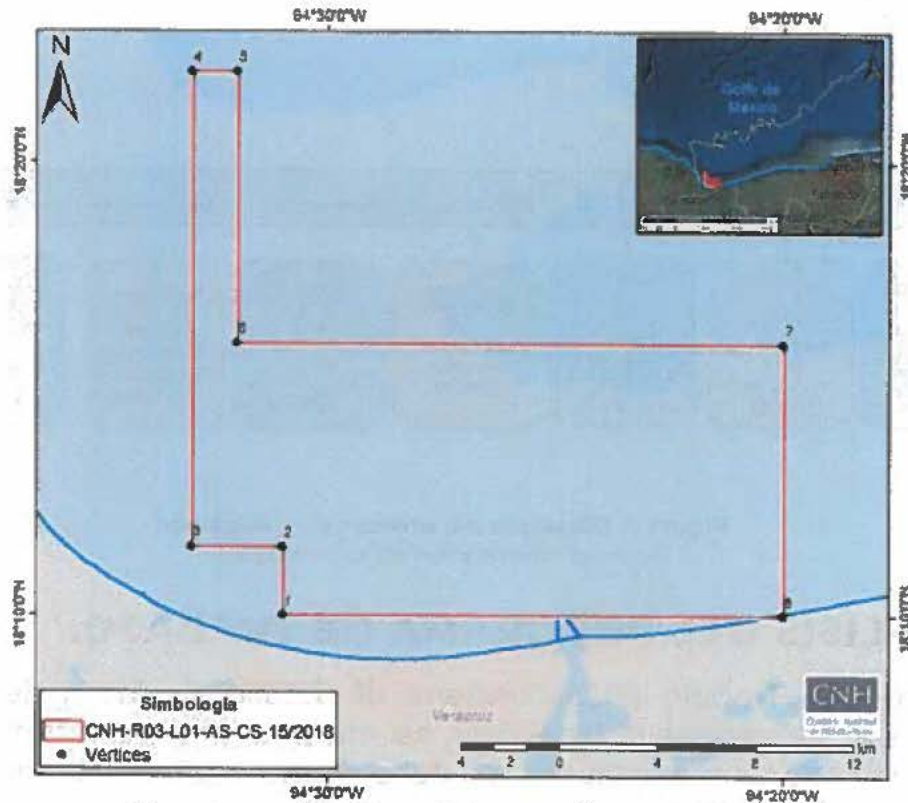 94°30'0"W
94°20'0"W
N
4
5
Golfo de
México
18°20'0"N
18°20'0"N
6
7
3
2
1
8
18°10'0"N
18°10'0"N
Simbología
CNH-R03-L01-AS-CS-15/2018
Vértices
Veracruz
CNH
4 2 0 4 8 12 km
94°30'0"W
94°20'0"W